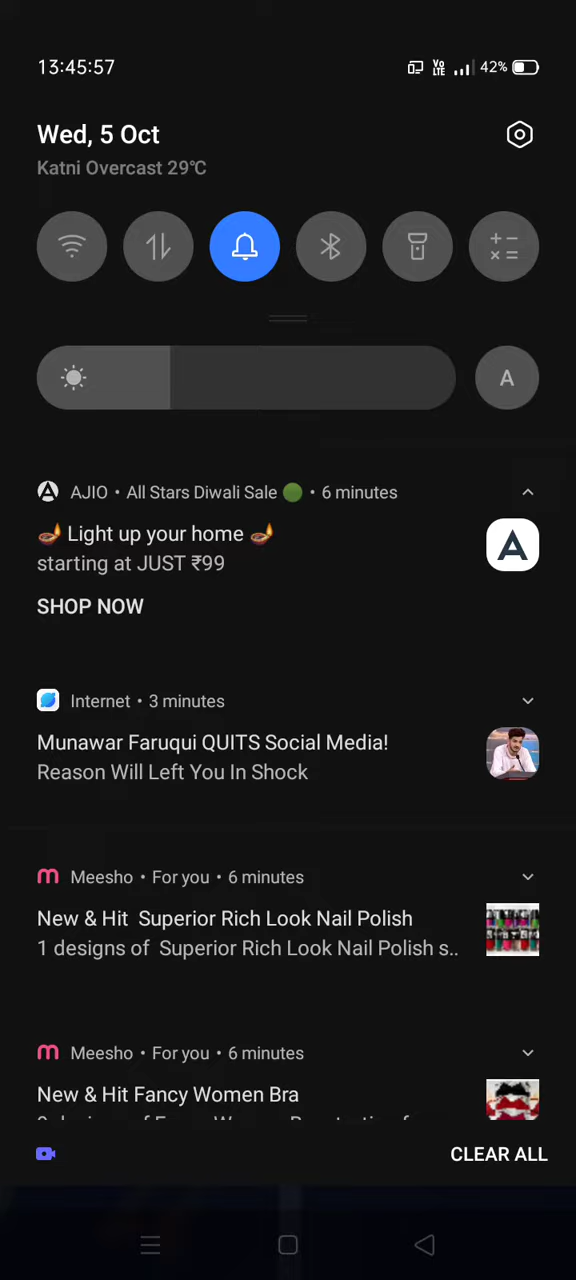 13:45:57
Vo LTE
42%
Wed, 5 Oct
Katni Overcast 29℃
A
AJIO • All Stars Diwali Sale 🟢 • 6 minutes
🪔 Light up your home 🪔
starting at JUST ₹99
SHOP NOW
Internet • 3 minutes
Munawar Faruqui QUITS Social Media!
Reason Will Left You In Shock
Meesho • For you • 6 minutes
New & Hit  Superior Rich Look Nail Polish
1 designs of  Superior Rich Look Nail Polish s..
Meesho • For you • 6 minutes
New & Hit Fancy Women Bra
CLEAR ALL